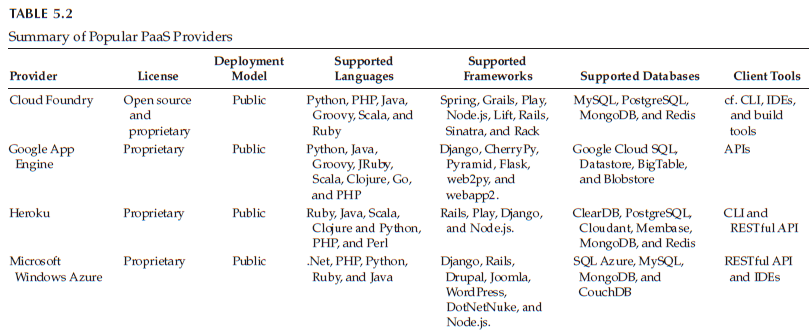 TABLE 5.2
Summary of Popular PaaS Providers
Provider License Deployment Model Supported Languages Supported Frameworks Supported Databases Client Tools
Cloud Foundry Open source Public Python, PHP, Java, Spring, Grails, Play, MySQL, PostgreSQL, cf. CLI, IDEs,
and Groovy, Scala, and Node.js, Lift, Rails, MongoDB, and Redis and build
proprietary Ruby Sinatra, and Rack tools
Google App Proprietary Public Python, Java, Django, CherryPy, Google Cloud SQL, APIs
Engine Groovy, JRuby, Pyramid, Flask, Datastore, BigTable,
Scala, Clojure, Go, web2py, and and Blobstore
and PHP webapp2.
Heroku Proprietary Public Ruby, Java, Scala, Rails, Play, Django, ClearDB, PostgreSQL, CLI and
Clojure and Python, and Node.js. Cloudant, Membase, RESTful API
PHP, and Perl MongoDB, and Redis
Microsoft Proprietary Public .Net, PHP, Python, Django, Rails, SQL Azure, MySQL, RESTful API
Windows Azure Ruby, and Java Drupal, Joomla, MongoDB, and and IDEs
WordPress, CouchDB
DotNetNuke, and
Node.js.